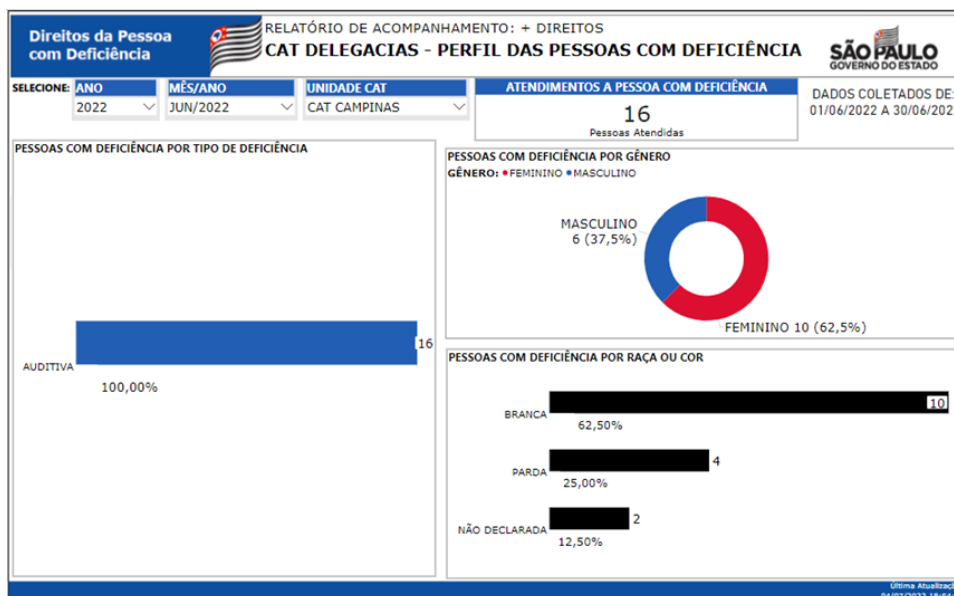 Direitos da Pessoa
com Deficiência
RELATÓRIO DE ACOMPANHAMENTO: + DIREITOS
CAT DELEGACIAS - PERFIL DAS PESSOAS COM DEFICIÊNCIA
SÃO PAULO
GOVERNO DO ESTADO
SELECIONE:
ANO
2022
MÊS/ANO
JUN/2022
UNIDADE CAT
CAT CAMPINAS
ATENDIMENTOS A PESSOA COM DEFICIÊNCIA
16
Pessoas Atendidas
DADOS COLETADOS DE:
01/06/2022 A 30/06/202
PESSOAS COM DEFICIÊNCIA POR TIPO DE DEFICIÊNCIA
AUDITIVA
16
100,00%
PESSOAS COM DEFICIÊNCIA POR GÊNERO
GÊNERO: FEMININO MASCULINO
MASCULINO
6 (37,5%)
FEMININO 10 (62,5%)
PESSOAS COM DEFICIÊNCIA POR RAÇA OU COR
BRANCA
10
62,50%
PARDA
4
25,00%
NÃO DECLARADA
2
12,50%
Última Atualizaçã